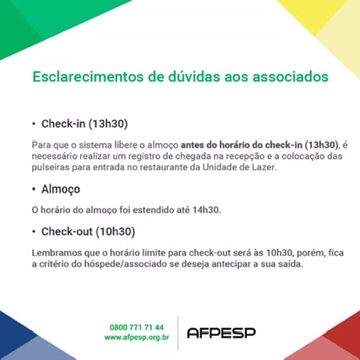 Esclarecimentos de dúvidas aos associados
• Check-in (13h30)
Para que o sistema libere o almoço antes do horário do check-in (13h30), é
necessário realizar um registro de chegada na recepção e a colocação das
pulseiras para entrada no restaurante da Unidade de Lazer.
• Almoço
O horário do almoço foi estendido até 14h30.
• Check-out (10h30)
Lembramos que o horário limite para check-out será às 10h30, porém, fica
a critério do hóspede/associado se deseja antecipar a sua saída.
0800 771 71 44
www.afpesp.org.br
AFPESP